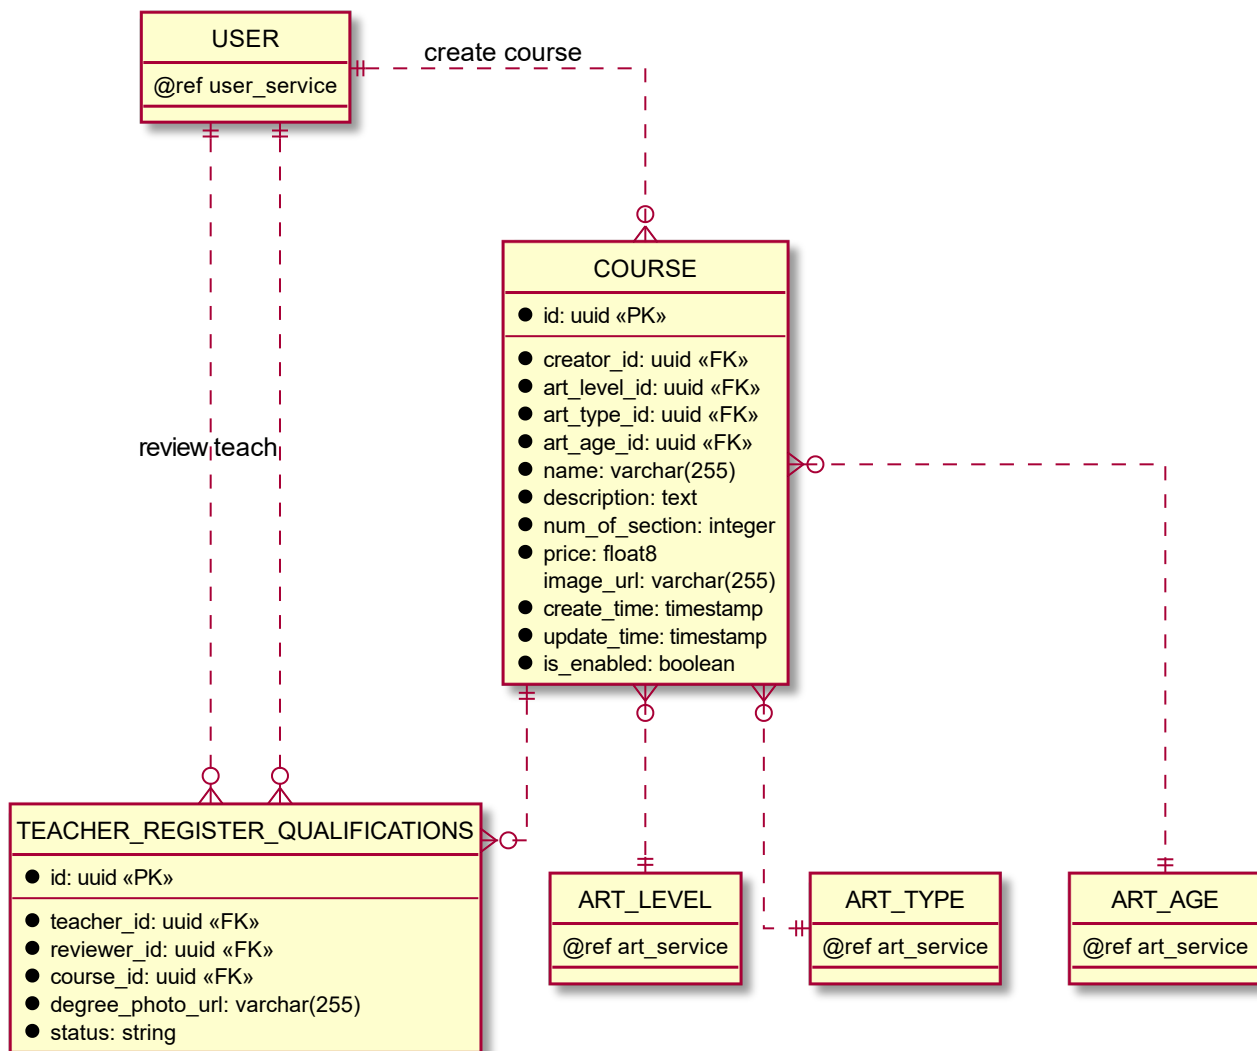 USER
@ref user_service
create course
COURSE
id: uuid «PK»
creator_id: uuid «FK»
art_level_id: uuid «FK»
art_type_id: uuid «FK»
art_age_id: uuid «FK»
name: varchar(255)
description: text
num_of_section: integer
price: float8
image_url: varchar(255)
create_time: timestamp
update_time: timestamp
is_enabled: boolean
review teach
TEACHER_REGISTER_QUALIFICATIONS
id: uuid «PK»
teacher_id: uuid «FK»
reviewer_id: uuid «FK»
course_id: uuid «FK»
degree_photo_url: varchar(255)
status: string
ART_LEVEL
@ref art_service
ART_TYPE
@ref art_service
ART_AGE
@ref art_service